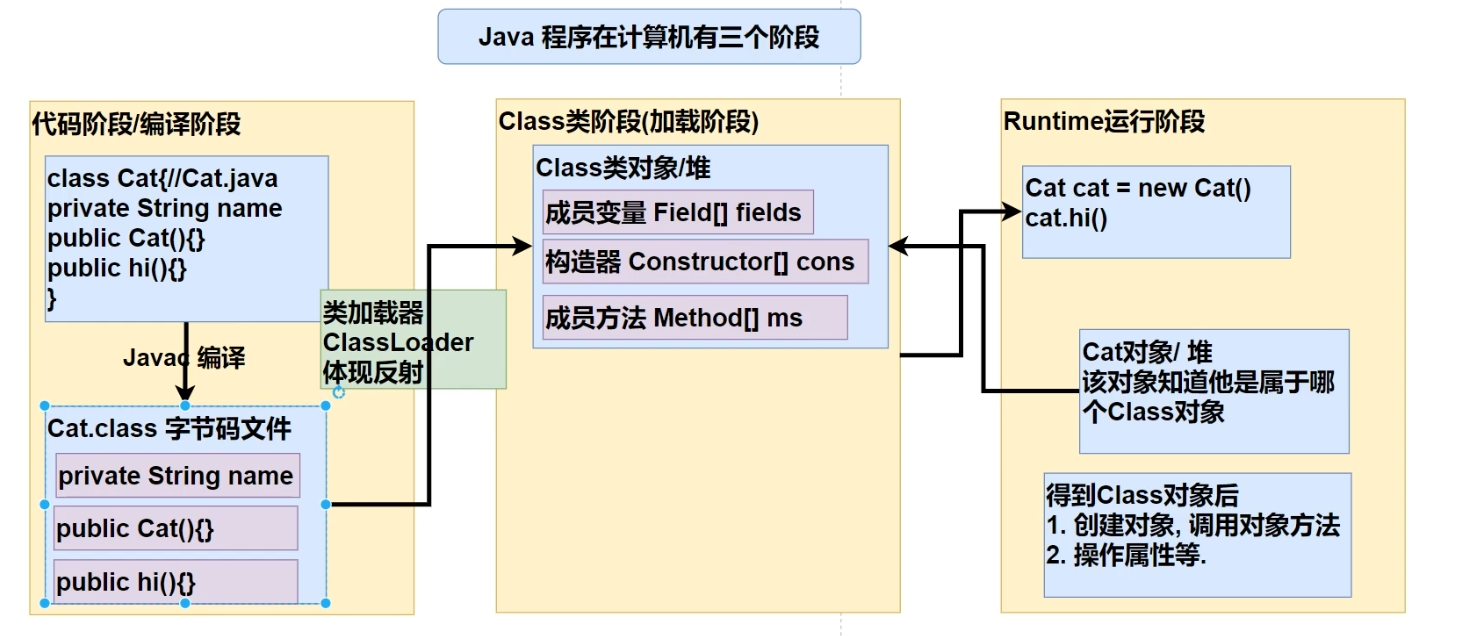 Java 程序在计算机有三个阶段
代码阶段/编译阶段
class Cat{//Cat.java
private String name
public Cat(){}
public hi(){}
}
Javac 编译
Cat.class 字节码文件
private String name
public Cat(){}
public hi(){}
类加载器
ClassLoader
体现反射
Class类阶段(加载阶段)
Class类对象/堆
成员变量 Field[] fields
构造器 Constructor[] cons
成员方法 Method[] ms
Runtime运行阶段
Cat cat = new Cat()
cat.hi()
Cat对象/ 堆
该对象知道他是属于哪
个Class对象
得到Class对象后
1. 创建对象, 调用对象方法
2. 操作属性等.